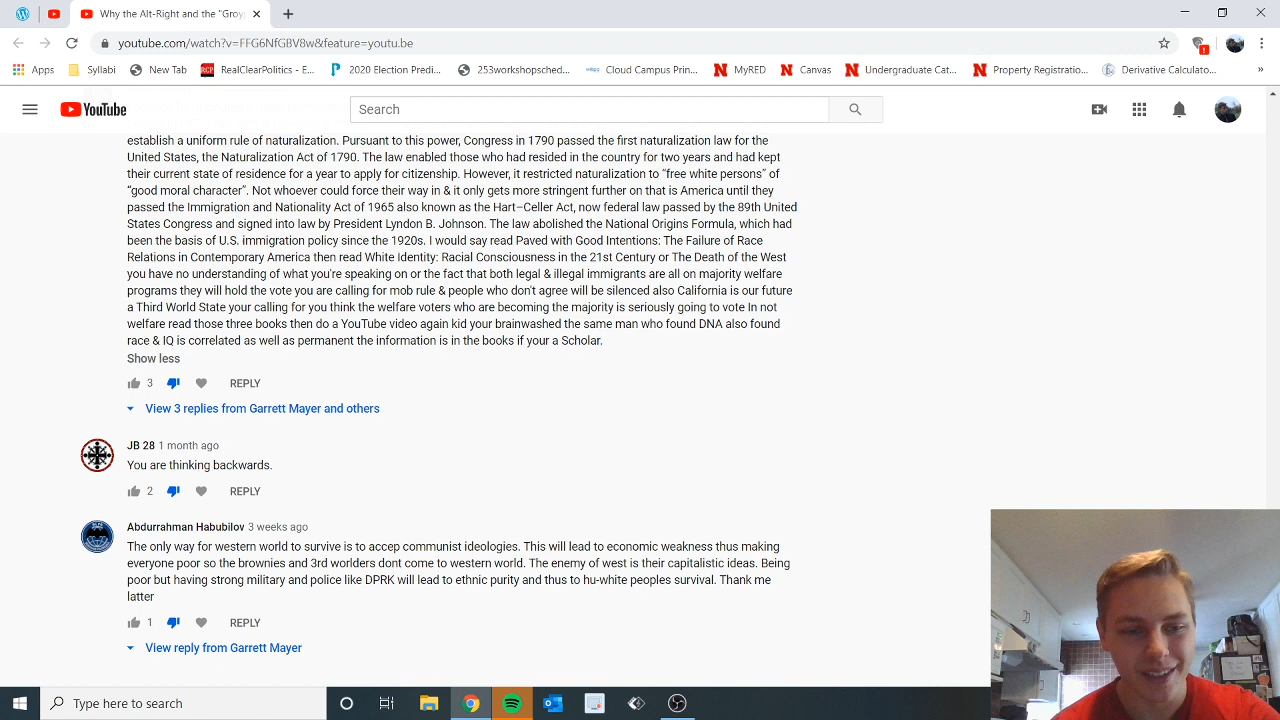 Why the Alt-Right and the "Groyp
youtube.com/watch?v=FFG6NfGBV8w&feature=youtu.be
1
Apps
Syllabi
New Tab
RCP
RealClearPolitics - E...
2020 Election Predi...
253workshopsched...
Cloud Campus Prin...
MyRED
Canvas
Undergraduate Cat...
Property Registratio...
Derivative Calculato...
»
YouTube
Search
establish a uniform rule of naturalization. Pursuant to this power, Congress in 1790 passed the first naturalization law for the
United States, the Naturalization Act of 1790. The law enabled those who had resided in the country for two years and had kept
their current state of residence for a year to apply for citizenship. However, it restricted naturalization to “free white persons” of
“good moral character”. Not whoever could force their way in & it only gets more stringent further on that is America until they
passed the Immigration and Nationality Act of 1965 also known as the Hart–Celler Act, now federal law passed by the 89th United
States Congress and signed into law by President Lyndon B. Johnson. The law abolished the National Origins Formula, which had
been the basis of U.S. immigration policy since the 1920s. I would say read Paved with Good Intentions: The Failure of Race
Relations in Contemporary America then read White Identity: Racial Consciousness in the 21st Century or The Death of the West
you have no understanding of what you're speaking on or the fact that both legal & illegal immigrants are all on majority welfare
programs they will hold the vote you are calling for mob rule & people who don't agree will be silenced also California is our future
a Third World State your calling for you think the welfare voters who are becoming the majority is seriously going to vote In not
welfare read those three books then do a YouTube video again kid your brainwashed the same man who found DNA also found
race & IQ is correlated as well as permanent the information is in the books if your a Scholar.
Show less
3 REPLY
View 3 replies from Garrett Mayer and others
JB 28 1 month ago
You are thinking backwards.
2 REPLY
Abdurrahman Habubilov 3 weeks ago
The only way for western world to survive is to accep communist ideologies. This will lead to economic weakness thus making
everyone poor so the brownies and 3rd worlders dont come to western world. The enemy of west is their capitalistic ideas. Being
poor but having strong military and police like DPRK will lead to ethnic purity and thus to hu-white peoples survival. Thank me
latter
1 REPLY
View reply from Garrett Mayer
Type here to search